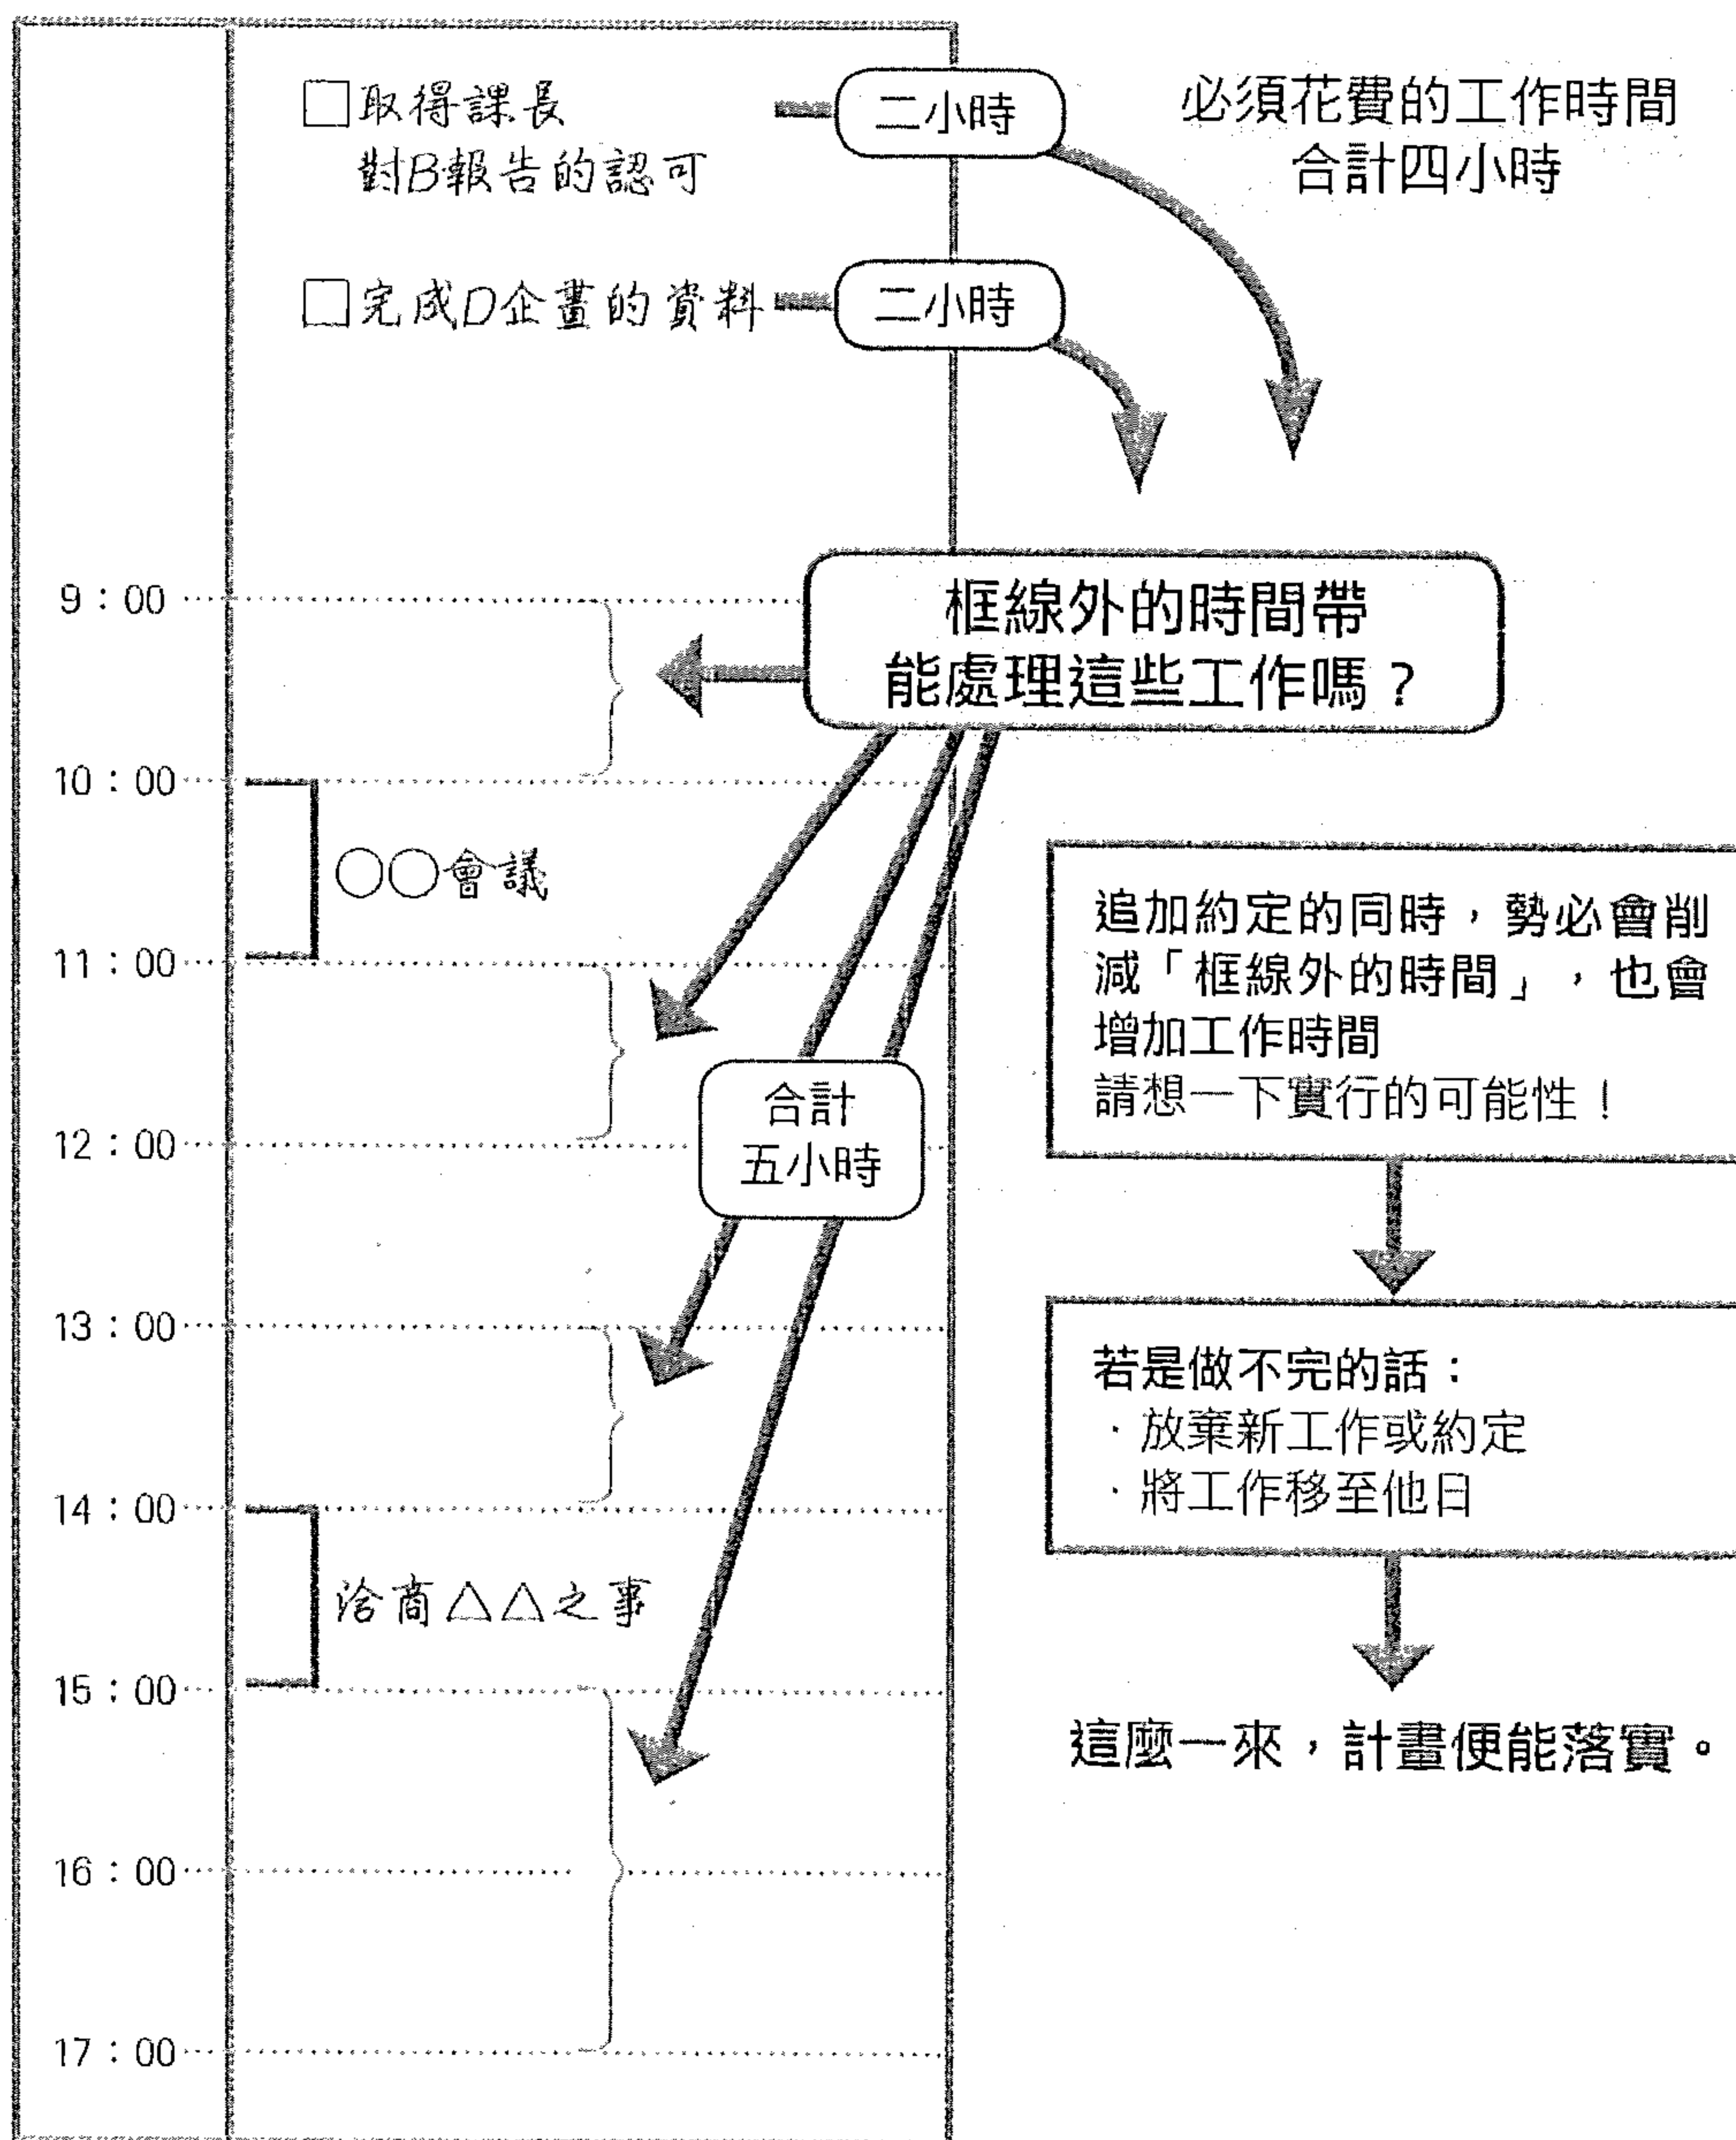 □取得課長
對B報告的認可
二小時
必須花費的工作時間
合計四小時
□完成D企畫的資料
二小時
框線外的時間帶
能處理這些工作嗎？
9：00
10：00
○○會議
11：00
12：00
合計
五小時
13：00
14：00
洽商△△之事
15：00
16：00
17：00
追加約定的同時，勢必會削
減「框線外的時間」，也會
增加工作時間
請想一下實行的可能性！
若是做不完的話：
·放棄新工作或約定
·將工作移至他日
這麼一來，計畫便能落實。